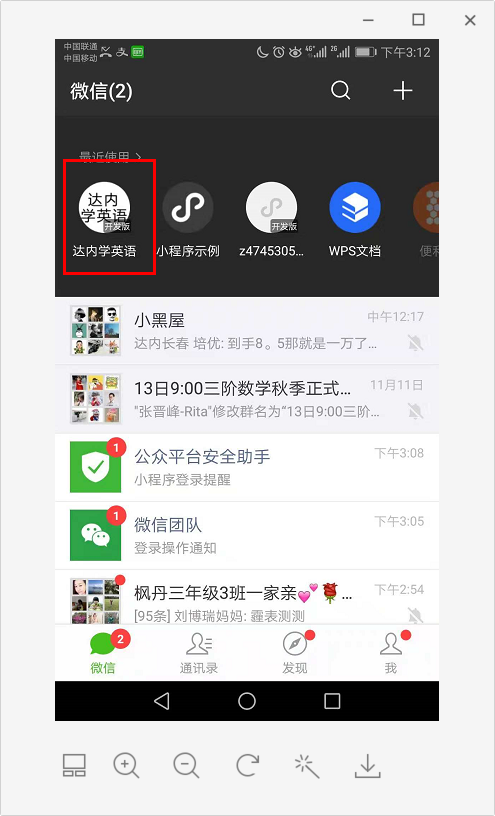 中国联通
中国移动
4G
2G
下午3:12
微信(2)
最近使用 >
达内
学英语
开发版
开发版
达内学英语
小程序示例
z4745305...
WPS文档
便利
小黑屋
中午12:17
达内长春 培优: 到手8。5那就是一万了...
13日9:00三阶数学秋季正式...
11月11日
"张晋峰-Rita"修改群名为“13日9:00三阶...
1
公众平台安全助手
下午3:08
小程序登录提醒
1
微信团队
下午3:05
登录操作通知
枫丹三年级3班一家亲💕🌹...
下午2:54
[95条] 刘博瑞妈妈: 霾表测测
2
微信
通讯录
发现
我